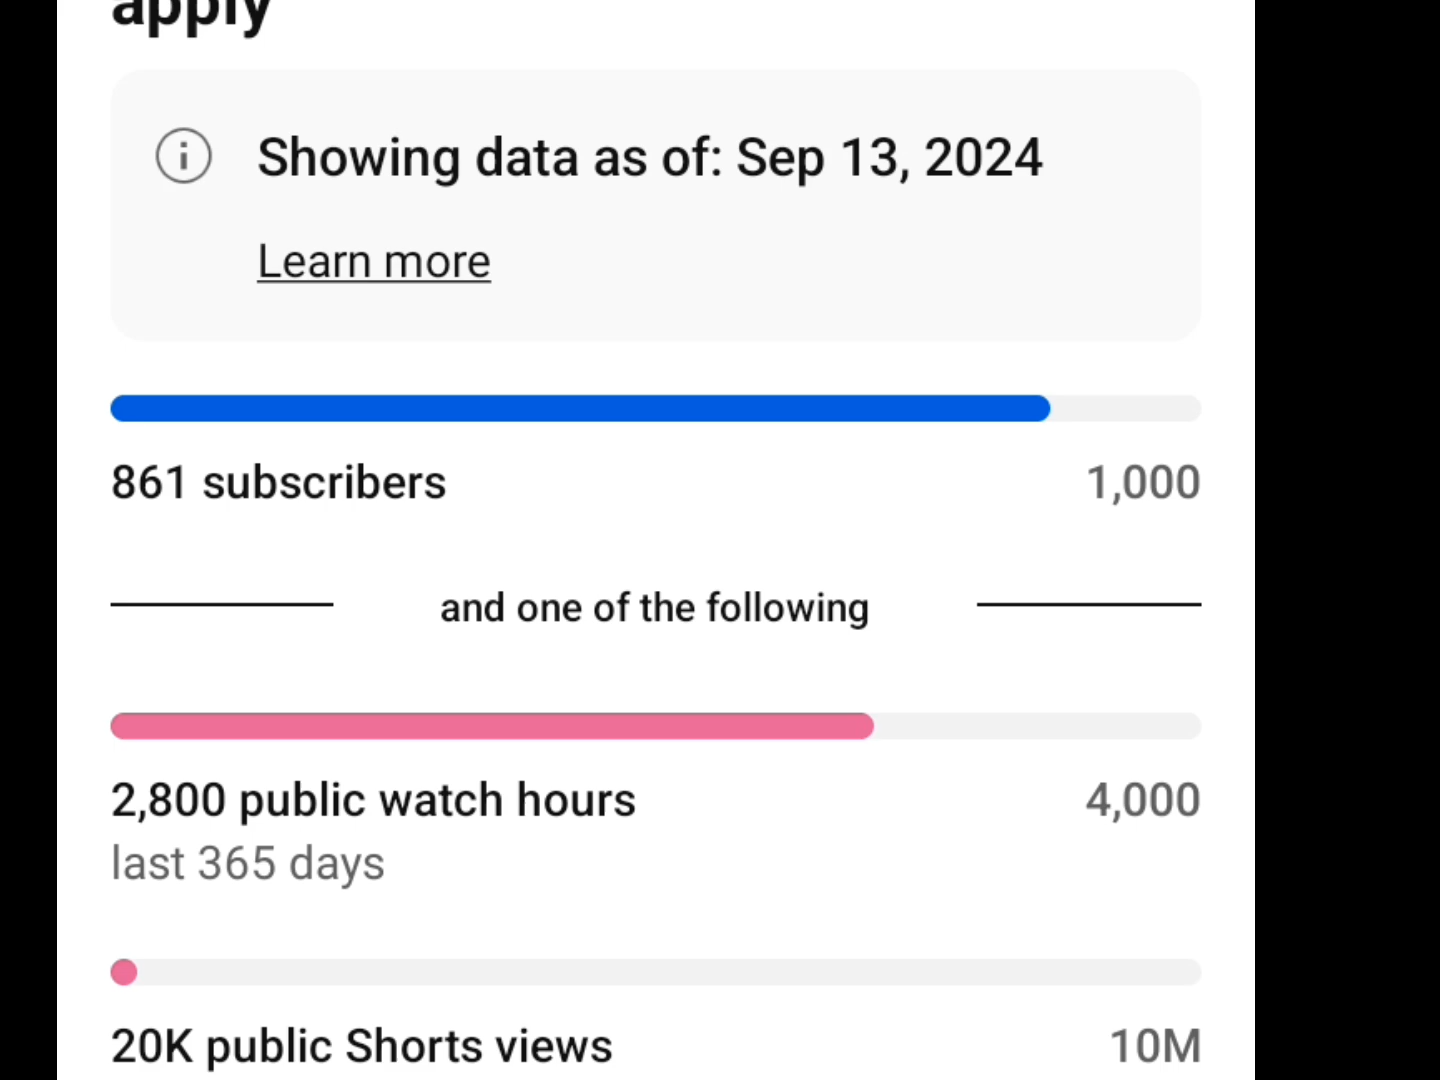 apply
Showing data as of: Sep 13, 2024
Learn more
861 subscribers 1,000
and one of the following
2,800 public watch hours 4,000
last 365 days
20K public Shorts views 10M